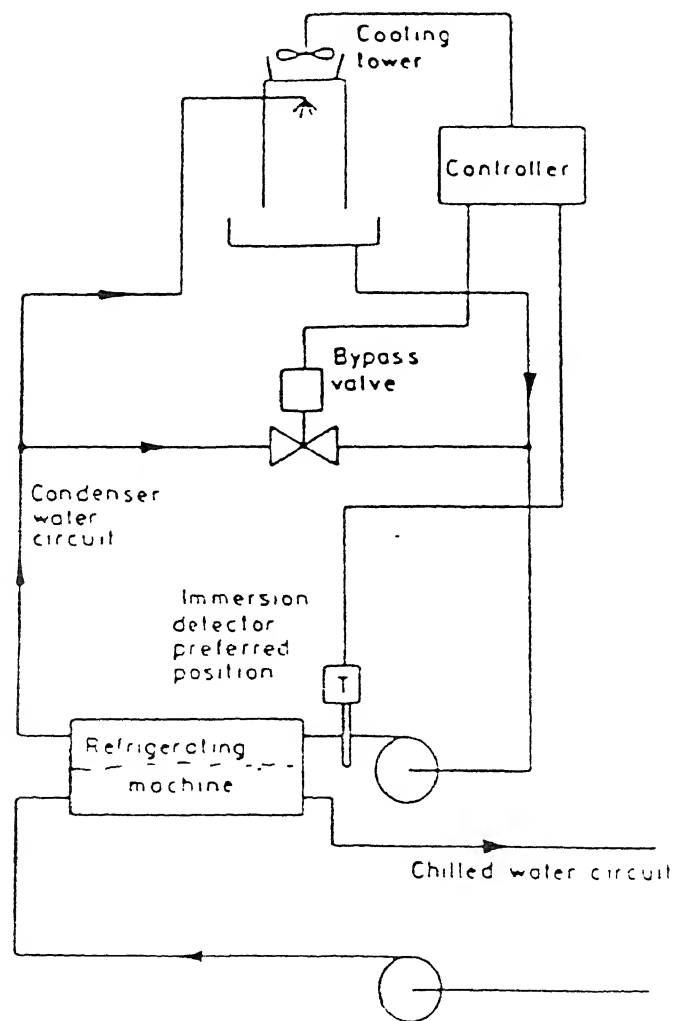 Cooling
tower
Controller
Bypass
valve
Condenser
water
circuit
Immersion
detector
preferred
position
T
Refrigerating
machine
Chilled water circuit